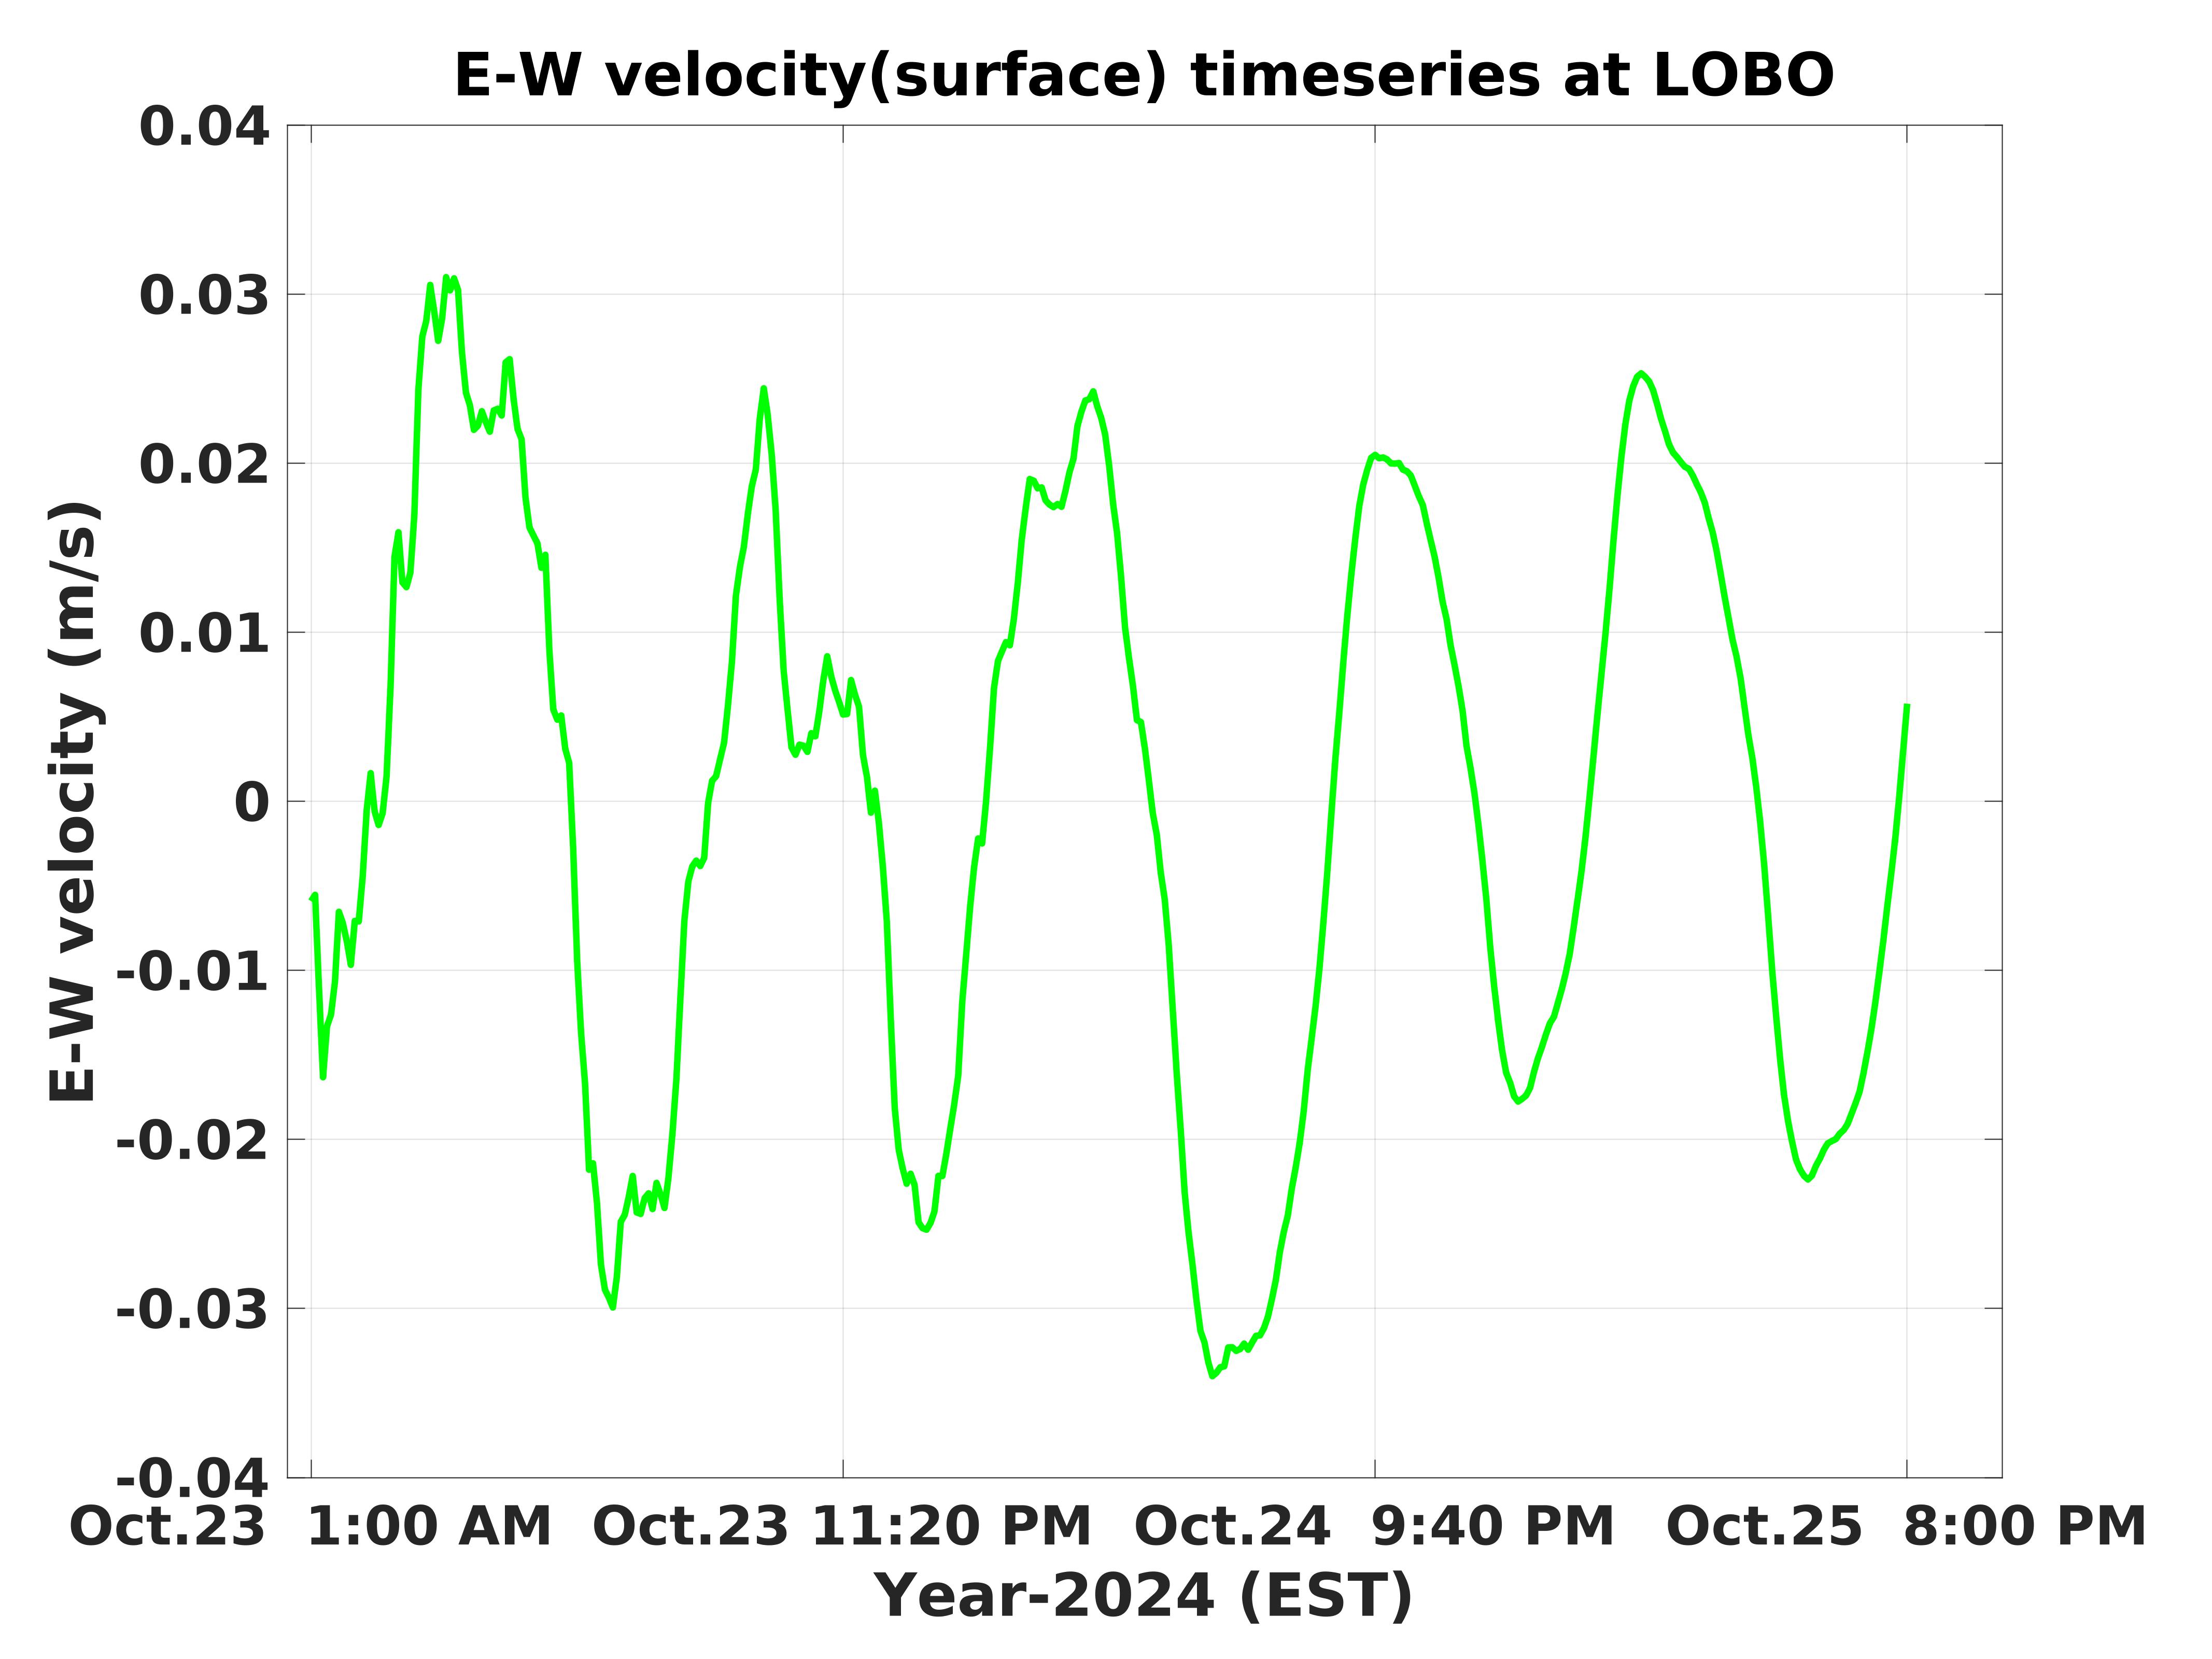 E-W velocity(surface) timeseries at LOBO
E-W velocity (m/s)
0.04
0.03
0.02
0.01
0
-0.01
-0.02
-0.03
-0.04
Oct.23 1:00 AM
Oct.23 11:20 PM
Oct.24 9:40 PM
Oct.25 8:00 PM
Year-2024 (EST)